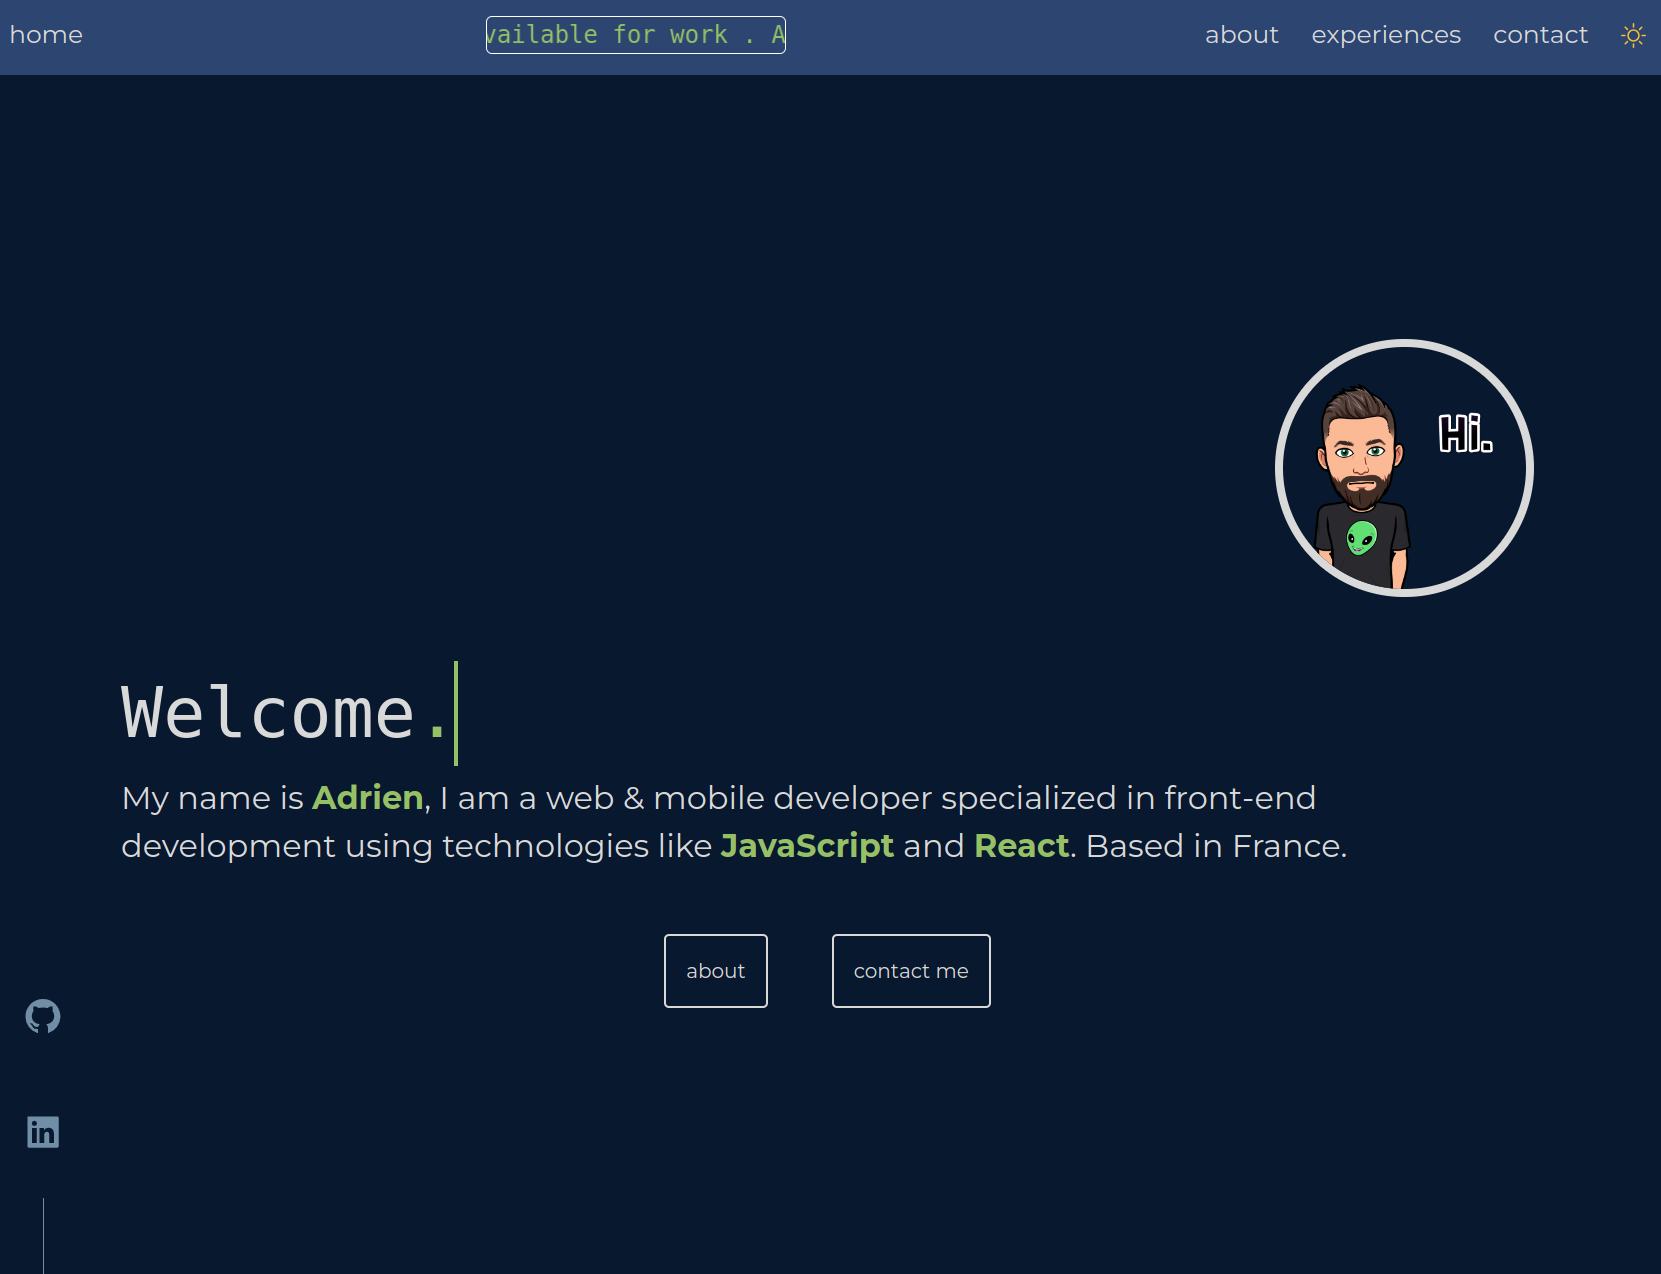 home
vailable for work . A
about
experiences
contact
Hi.
Welcome.
My name is Adrien, I am a web & mobile developer specialized in front-end
development using technologies like JavaScript and React. Based in France.
about
contact me
in